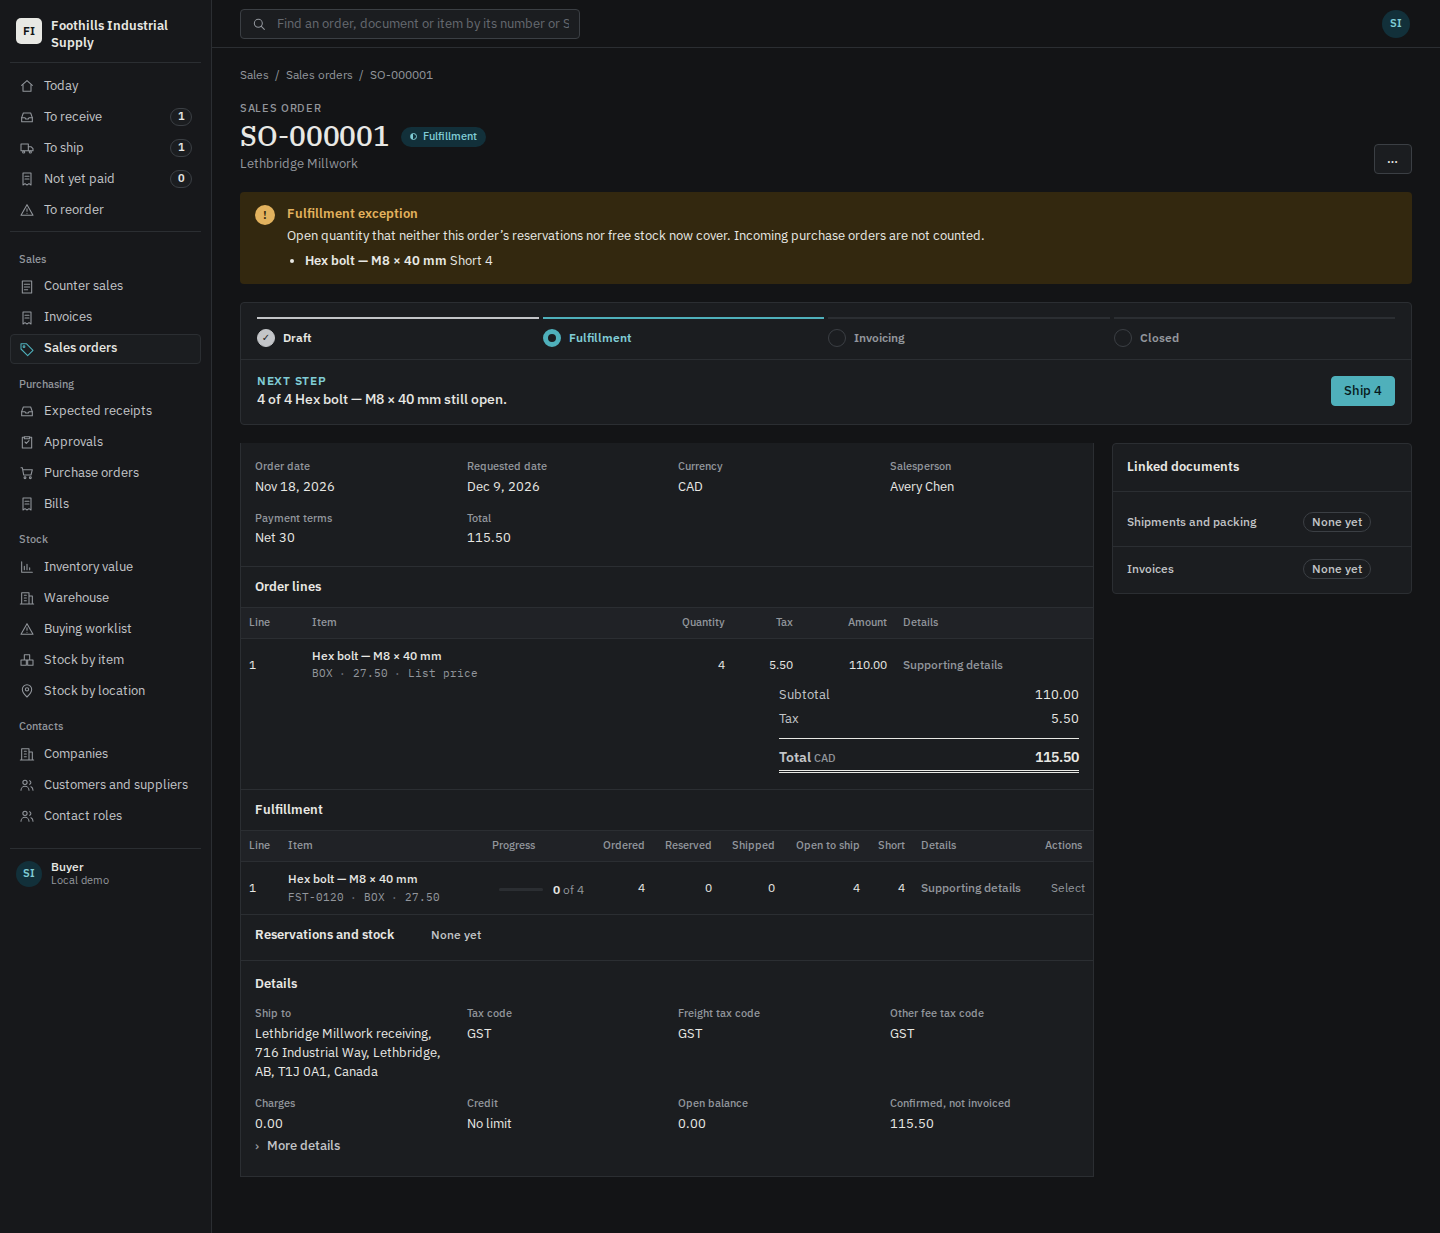 FI
Foothills Industrial
Supply
Today
To receive 1
To ship 1
Not yet paid 0
To reorder
Sales
Counter sales
Invoices
Sales orders
Purchasing
Expected receipts
Approvals
Purchase orders
Bills
Stock
Inventory value
Warehouse
Buying worklist
Stock by item
Stock by location
Contacts
Companies
Customers and suppliers
Contact roles
SI
Buyer
Local demo
Find an order, document or item by its number or S
SI
Sales / Sales orders / SO-000001
SALES ORDER
SO-000001 Fulfillment
Lethbridge Millwork
...
! Fulfillment exception
Open quantity that neither this order’s reservations nor free stock now cover. Incoming purchase orders are not counted.
• Hex bolt — M8 × 40 mm Short 4
✓ Draft Fulfillment Invoicing Closed
NEXT STEP
4 of 4 Hex bolt — M8 × 40 mm still open.
Ship 4
Order date Requested date Currency Salesperson
Nov 18, 2026 Dec 9, 2026 CAD Avery Chen
Payment terms Total
Net 30 115.50
Order lines
Line Item Quantity Tax Amount Details
1 Hex bolt — M8 × 40 mm 4 5.50 110.00 Supporting details
BOX · 27.50 · List price
Subtotal 110.00
Tax 5.50
Total CAD 115.50
Fulfillment
Line Item Progress Ordered Reserved Shipped Open to ship Short Details Actions
1 Hex bolt — M8 × 40 mm 0 of 4 4 0 0 4 4 Supporting details Select
FST-0120 · BOX · 27.50
Reservations and stock None yet
Details
Ship to Tax code Freight tax code Other fee tax code
Lethbridge Millwork receiving, GST GST GST
716 Industrial Way, Lethbridge,
AB, T1J 0A1, Canada
Charges Credit Open balance Confirmed, not invoiced
0.00 No limit 0.00 115.50
› More details
Linked documents
Shipments and packing None yet
Invoices None yet